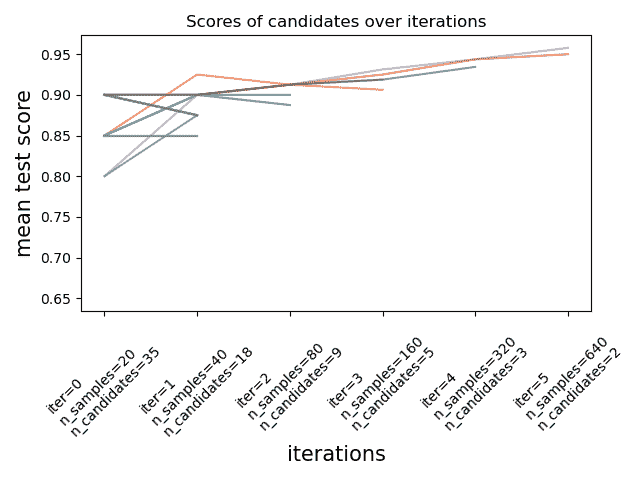 Scores of candidates over iterations
mean test score
0.95
0.90
0.85
0.80
0.75
0.70
0.65
iter=0
n_samples=20
n_candidates=35
iter=1
n_samples=40
n_candidates=18
iter=2
n_samples=80
n_candidates=9
iter=3
n_samples=160
n_candidates=5
iter=4
n_samples=320
n_candidates=3
iter=5
n_samples=640
n_candidates=2
iterations